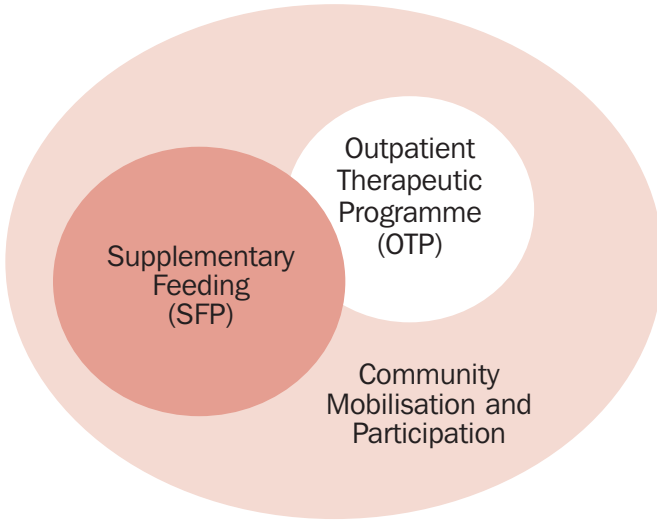 Outpatient
Therapeutic
Programme
(OTP)
Supplementary
Feeding
(SFP)
Community
Mobilisation and
Participation